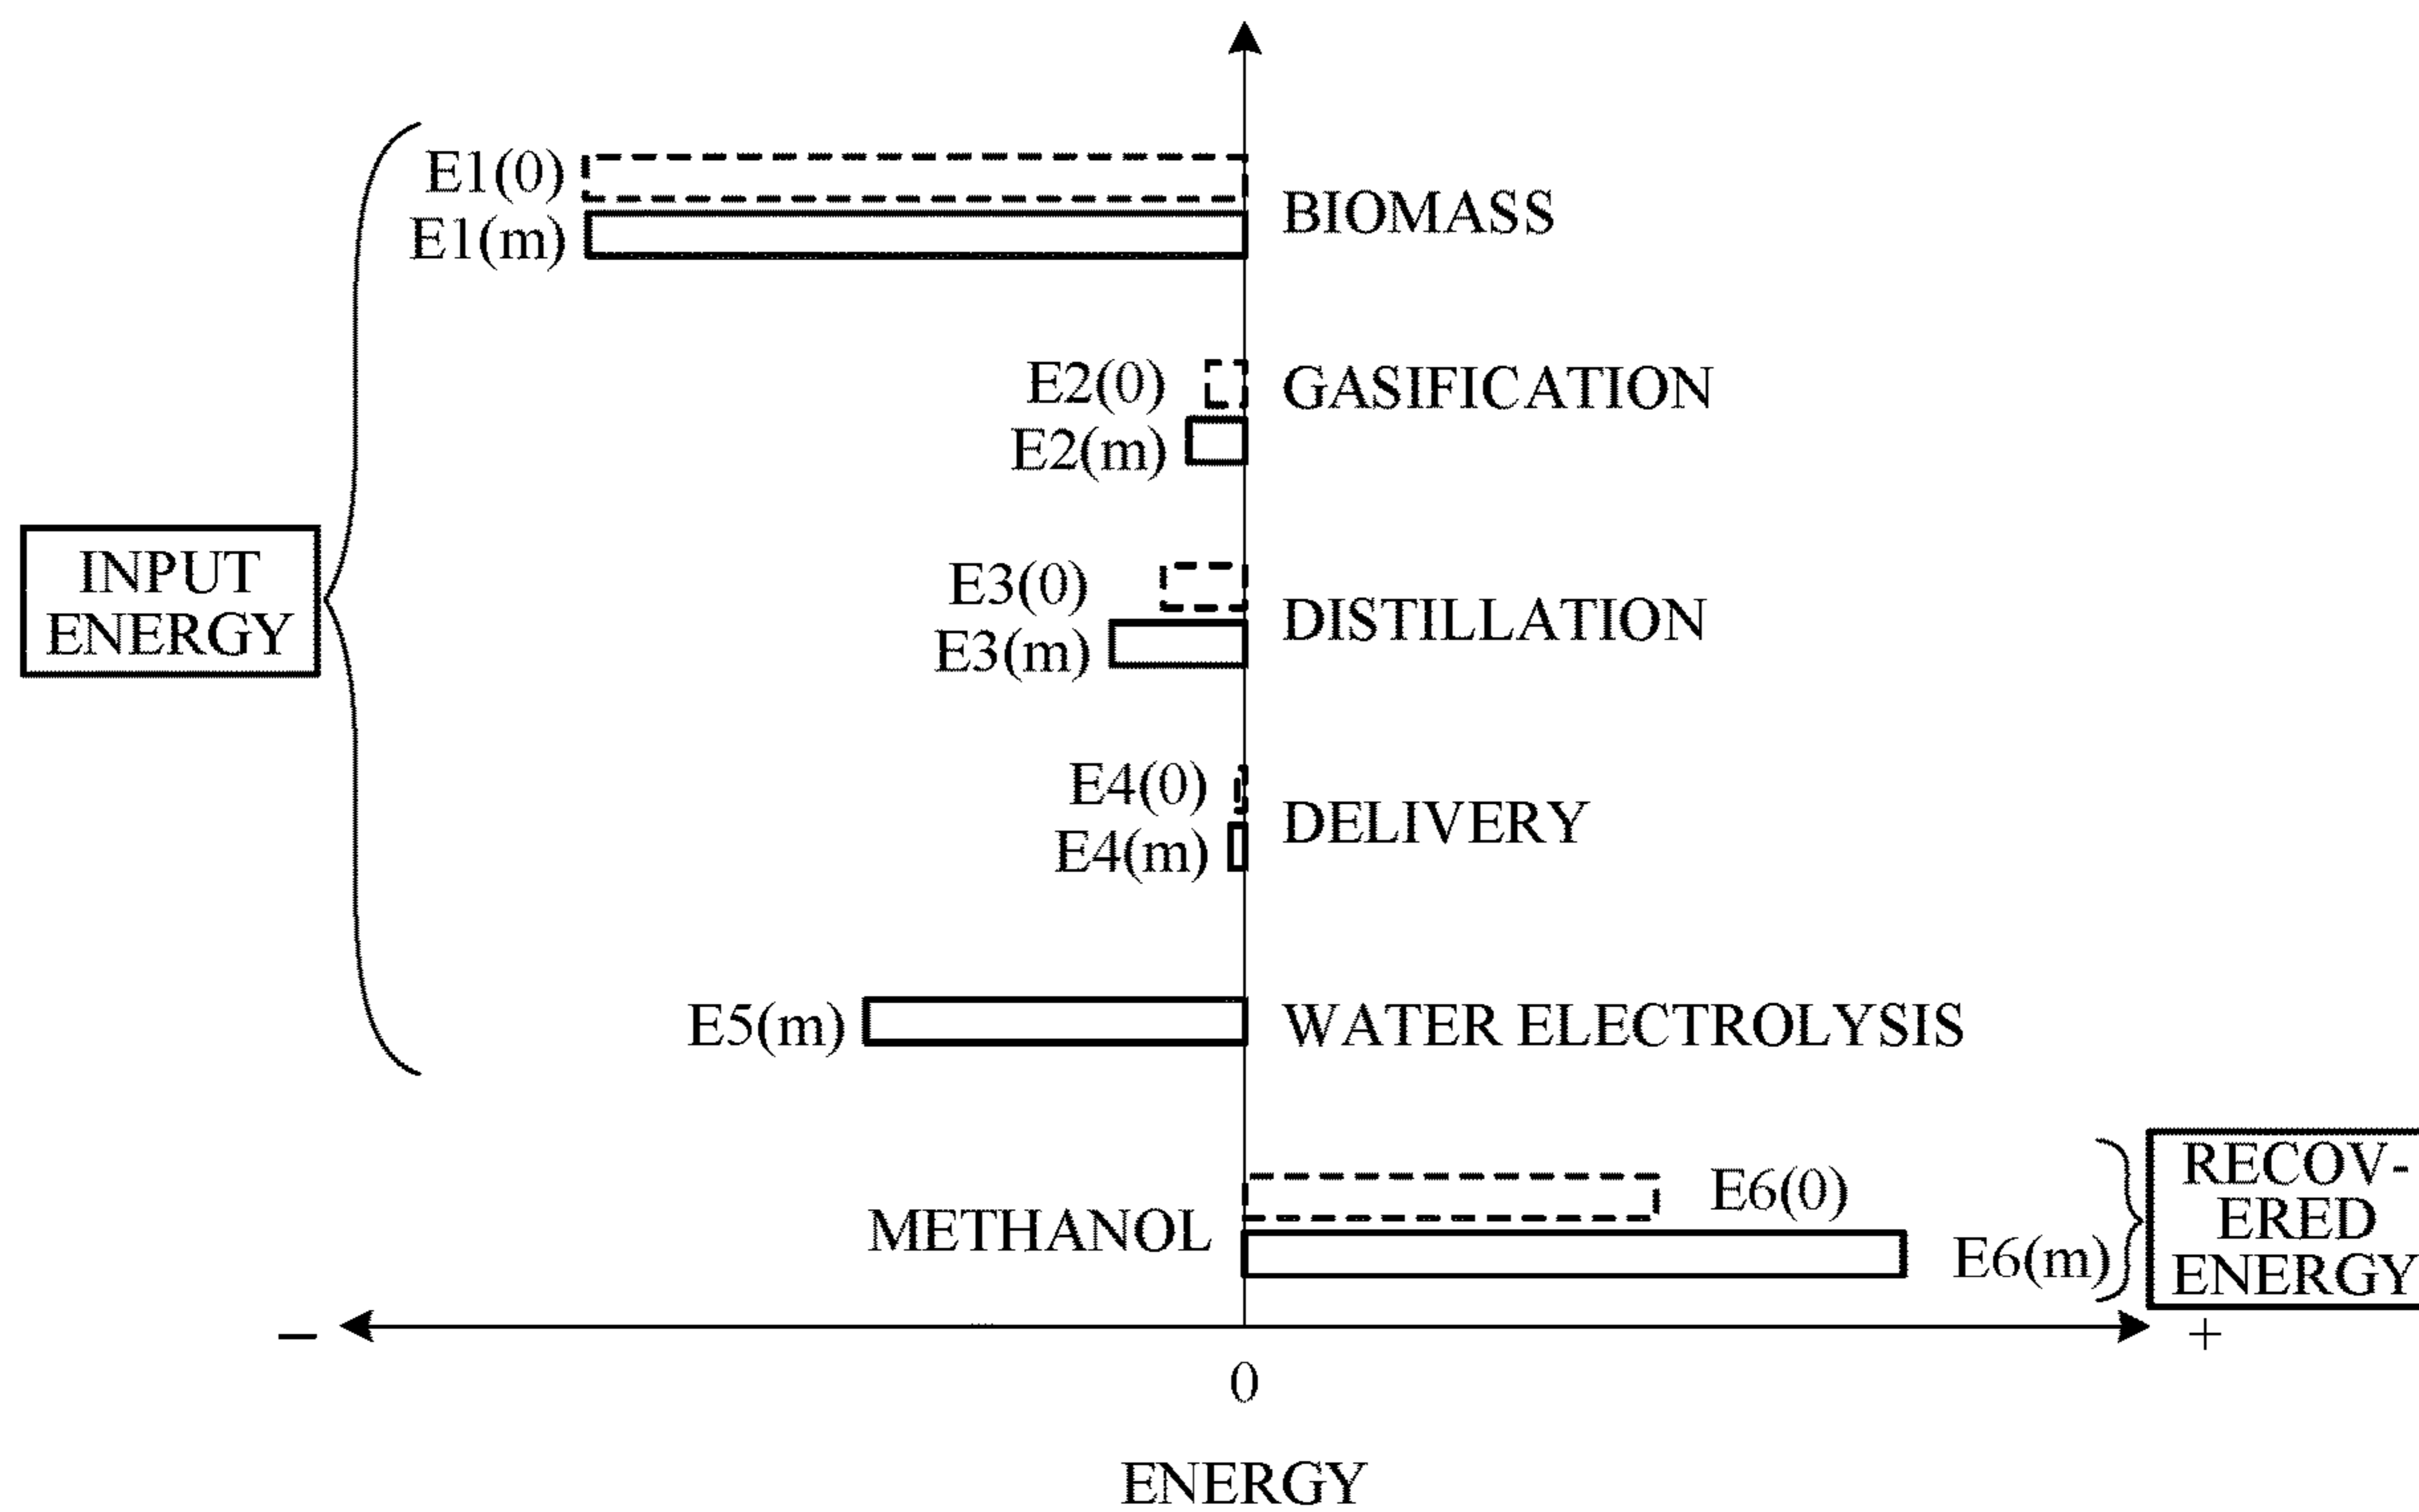 E1(0)
E1(m)
BIOMASS
E2(0)
E2(m)
GASIFICATION
INPUT
ENERGY
E3(0)
E3(m)
DISTILLATION
E4(0)
E4(m)
DELIVERY
E5(m)
WATER ELECTROLYSIS
METHANOL
E6(0)
E6(m)
RECOV-
ERED
ENERGY
−
+
0
ENERGY